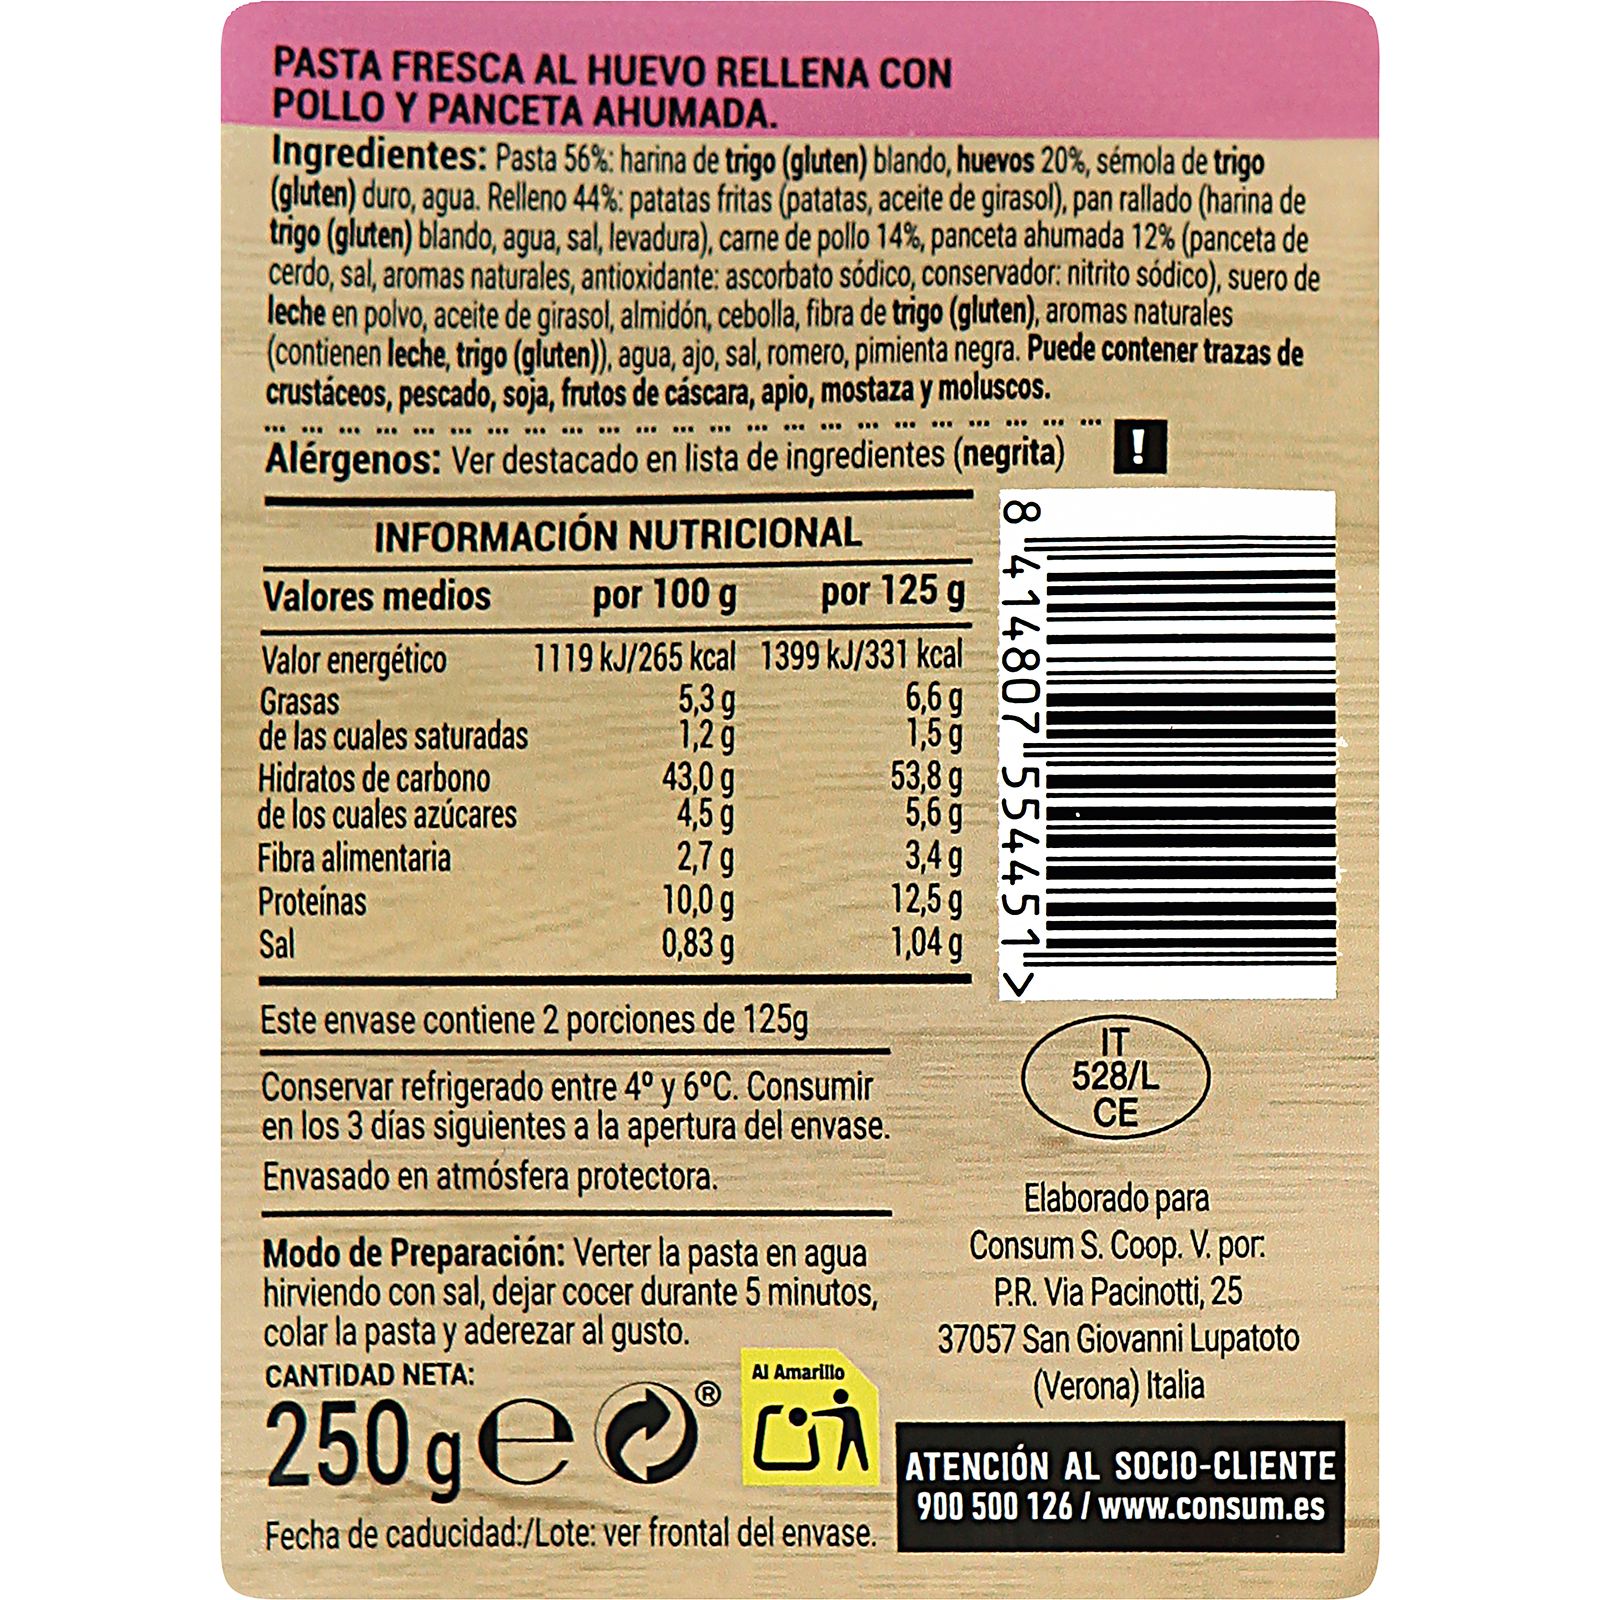 PASTA FRESCA AL HUEVO RELLENA CON
POLLO Y PANCETA AHUMADA.
Ingredientes: Pasta 56%: harina de trigo (gluten) blando, huevos 20%, sémola de trigo
(gluten) duro, agua. Relleno 44%: patatas fritas (patatas, aceite de girasol), pan rallado (harina de
trigo (gluten) blando, agua, sal, levadura), carne de pollo 14%, panceta ahumada 12% (panceta de
cerdo, sal, aromas naturales, antioxidante: ascorbato sódico, conservador: nitrito sódico), suero de
leche en polvo, aceite de girasol, almidón, cebolla, fibra de trigo (gluten), aromas naturales
(contienen leche, trigo (gluten)), agua, ajo, sal, romero, pimienta negra. Puede contener trazas de
crustáceos, pescado, soja, frutos de cáscara, apio, mostaza y moluscos.
Alérgenos: Ver destacado en lista de ingredientes (negrita) !
INFORMACIÓN NUTRICIONAL
Valores medios por 100 g por 125 g
Valor energético 1119 kJ/265 kcal 1399 kJ/331 kcal
Grasas 5,3 g 6,6 g
de las cuales saturadas 1,2 g 1,5 g
Hidratos de carbono 43,0 g 53,8 g
de los cuales azúcares 4,5 g 5,6 g
Fibra alimentaria 2,7 g 3,4 g
Proteínas 10,0 g 12,5 g
Sal 0,83 g 1,04 g
8 414807 554451 >
Este envase contiene 2 porciones de 125g
Conservar refrigerado entre 4º y 6ºC. Consumir
en los 3 días siguientes a la apertura del envase.
Envasado en atmósfera protectora.
Modo de Preparación: Verter la pasta en agua
hirviendo con sal, dejar cocer durante 5 minutos,
colar la pasta y aderezar al gusto.
CANTIDAD NETA:
250 g e ®
Al Amarillo
Fecha de caducidad:/Lote: ver frontal del envase.
IT
528/L
CE
Elaborado para
Consum S. Coop. V. por:
P.R. Via Pacinotti, 25
37057 San Giovanni Lupatoto
(Verona) Italia
ATENCIÓN AL SOCIO-CLIENTE
900 500 126 / www.consum.es